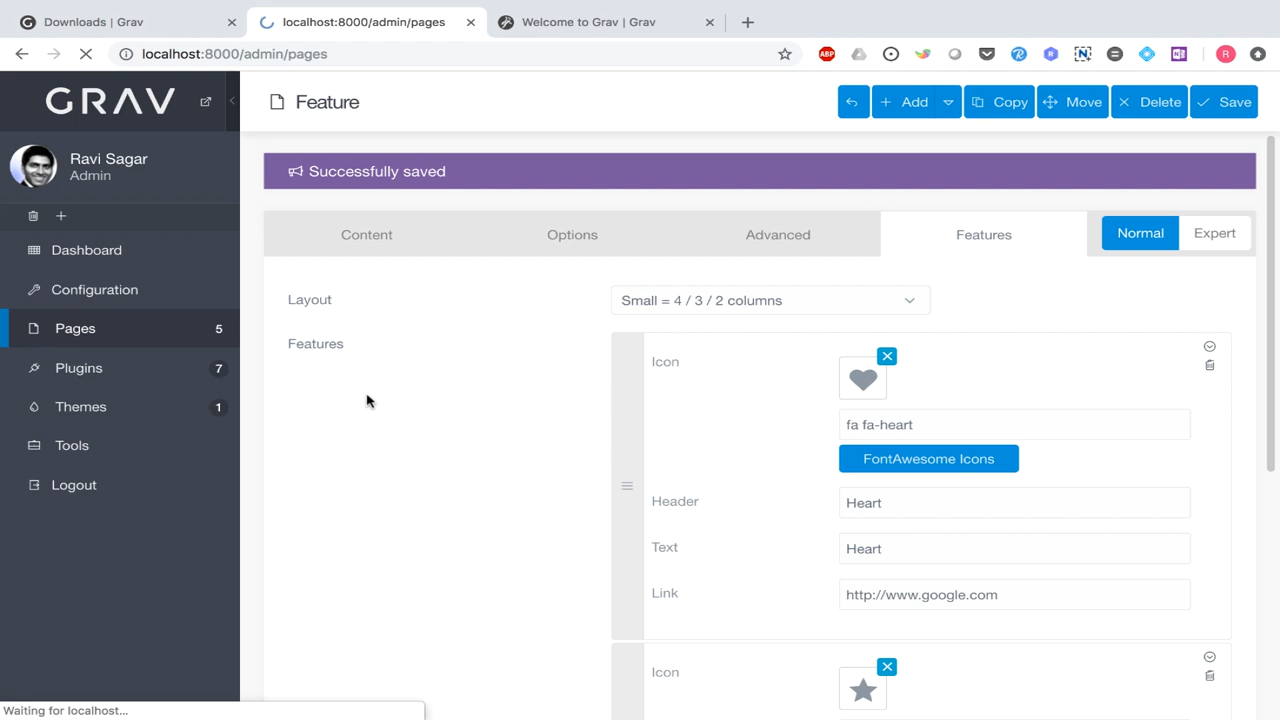 Downloads | Grav
localhost:8000/admin/pages
Welcome to Grav | Grav
localhost:8000/admin/pages
ABP
R
GRAV
Feature
Add
Copy
Move
Delete
Save
Ravi Sagar
Admin
Successfully saved
Content
Options
Advanced
Features
Normal
Expert
Dashboard
Configuration
Pages 5
Plugins 7
Themes 1
Tools
Logout
Layout
Small = 4 / 3 / 2 columns
Features
Icon
fa fa-heart
FontAwesome Icons
Header
Heart
Text
Heart
Link
http://www.google.com
Icon
Waiting for localhost...